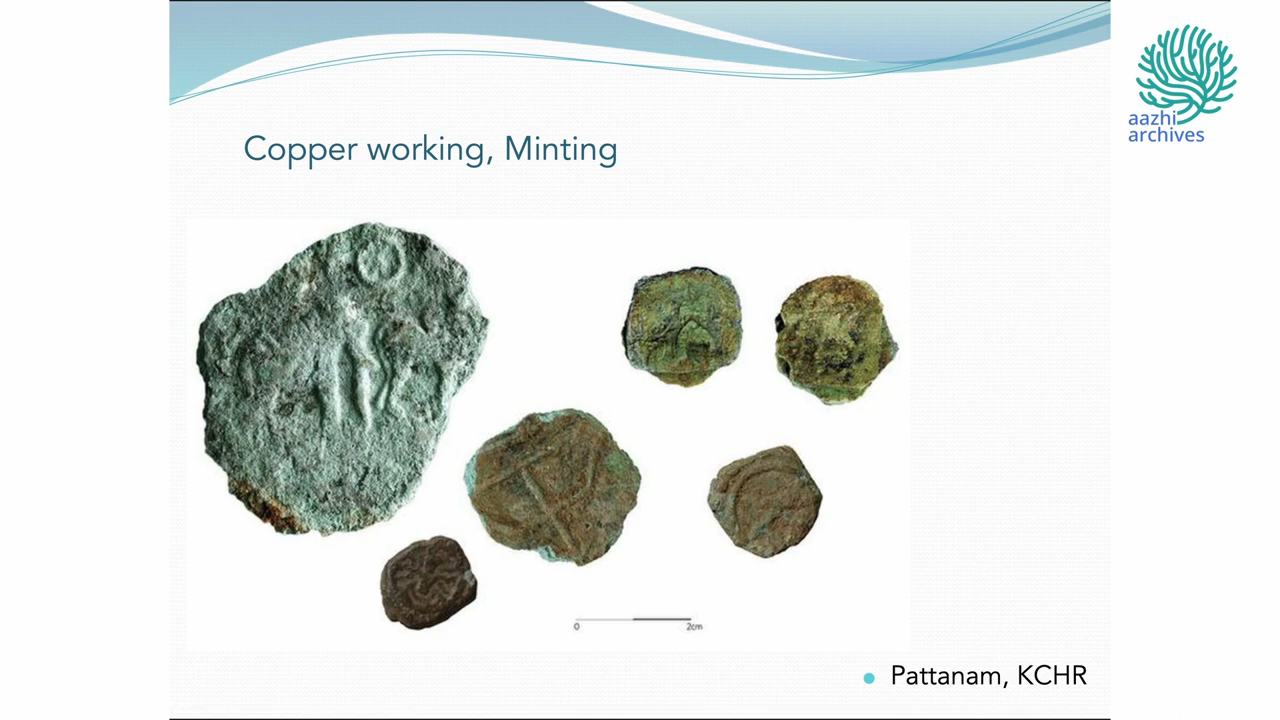 aazhi
archives
Copper working, Minting
0 2cm
Pattanam, KCHR